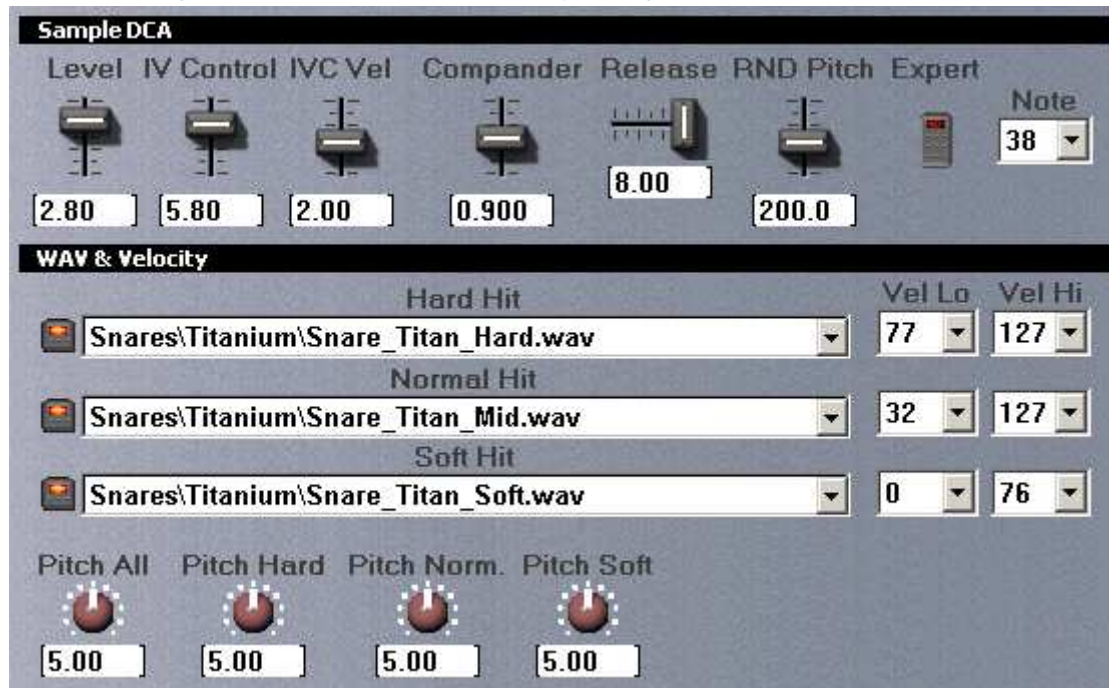 Sample DCA
Level IV Control IVC Vel Compander Release RND Pitch Expert
Note
38
8.00
2.80 5.80 2.00 0.900 200.0
WAV & Velocity
Hard Hit Vel Lo Vel Hi
Snares\Titanium\Snare_Titan_Hard.wav 77 127
Normal Hit
Snares\Titanium\Snare_Titan_Mid.wav 32 127
Soft Hit
Snares\Titanium\Snare_Titan_Soft.wav 0 76
Pitch All Pitch Hard Pitch Norm. Pitch Soft
5.00 5.00 5.00 5.00